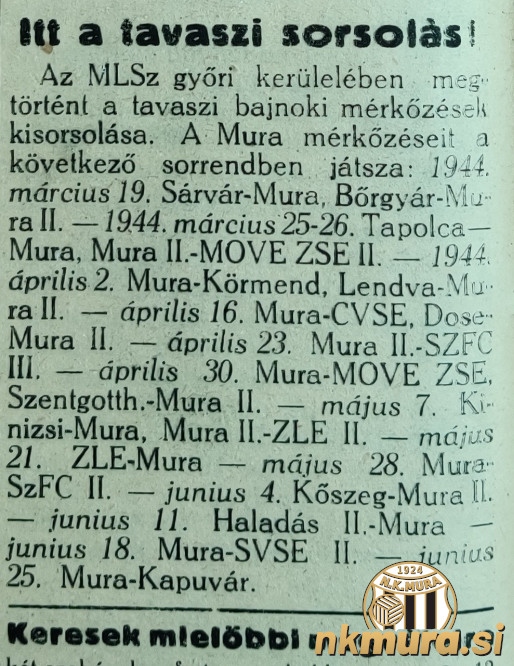 Itt a tavaszi sorsolás!
Az MLSz győri kerülelében meg-
történt a tavaszi bajnoki mérkőzések
kisorsolása. A Mura mérkőzéseit a
következő sorrendben játsza: 1944.
március 19. Sárvár-Mura, Bőrgyár-Mu-
ra II. — 1944. március 25-26. Tapolca—
Mura, Mura II.-MOVE ZSE II. — 1944.
április 2. Mura-Körmend, Lendva-Mu-
ra II. — április 16. Mura-CVSE, Dose-
Mura II. — április 23. Mura II.-SZFC
III. — április 30. Mura-MOVE ZSE,
Szentgotth.-Mura II. — május 7. Ki-
nizsi-Mura, Mura II.-ZLE II. — május
21. ZLE-Mura — május 28. Mura-
SzFC II. — junius 4. Kőszeg-Mura II.
— junius 11. Haladás II.-Mura —
junius 18. Mura-SVSE II. — junius
25. Mura-Kapuvár.
1924
N.K. MURA
nkmura.si
Keresek mielőbbi